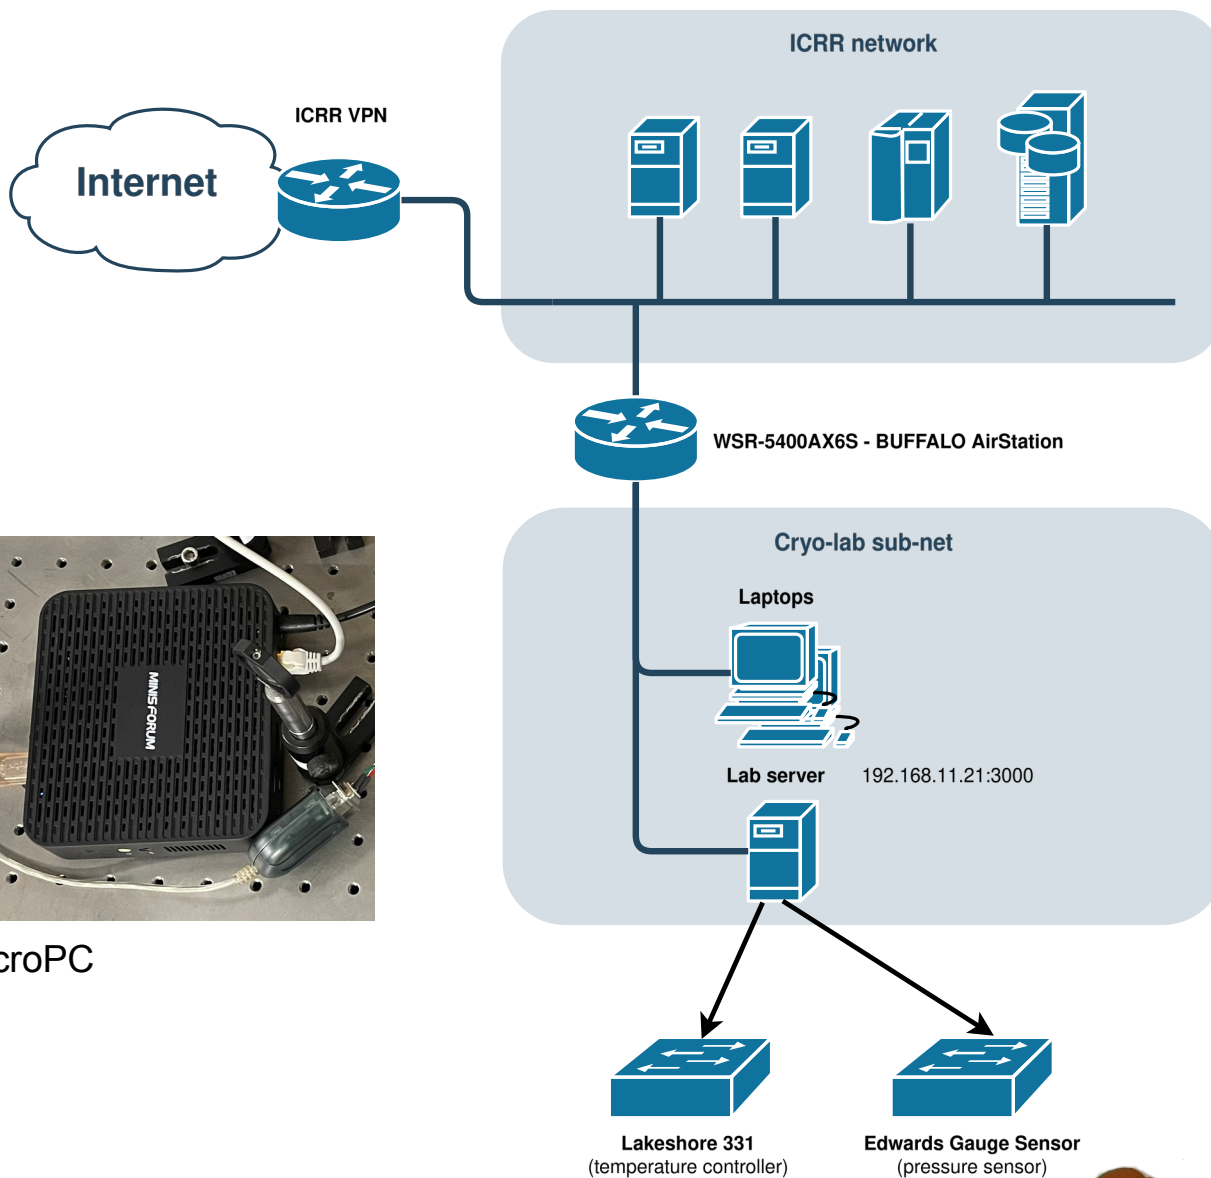 ICRR network
ICRR VPN
Internet
WSR-5400AX6S - BUFFALO AirStation
Cryo-lab sub-net
Laptops
Lab server
192.168.11.21:3000
MINISFORUM
croPC
Lakeshore 331
(temperature controller)
Edwards Gauge Sensor
(pressure sensor)